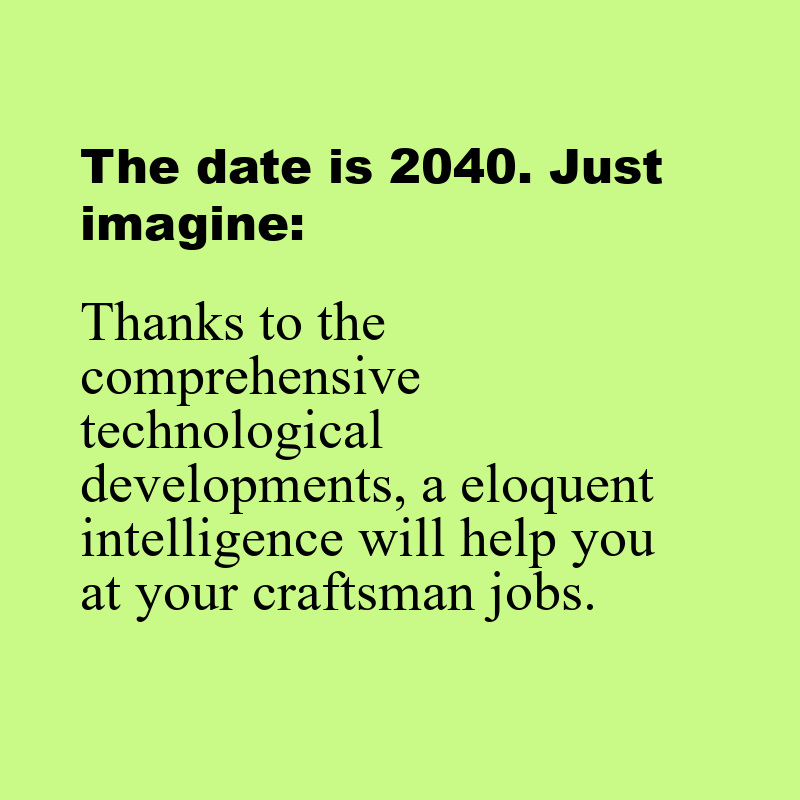 The date is 2040. Just
imagine:
Thanks to the
comprehensive
technological
developments, a eloquent
intelligence will help you
at your craftsman jobs.